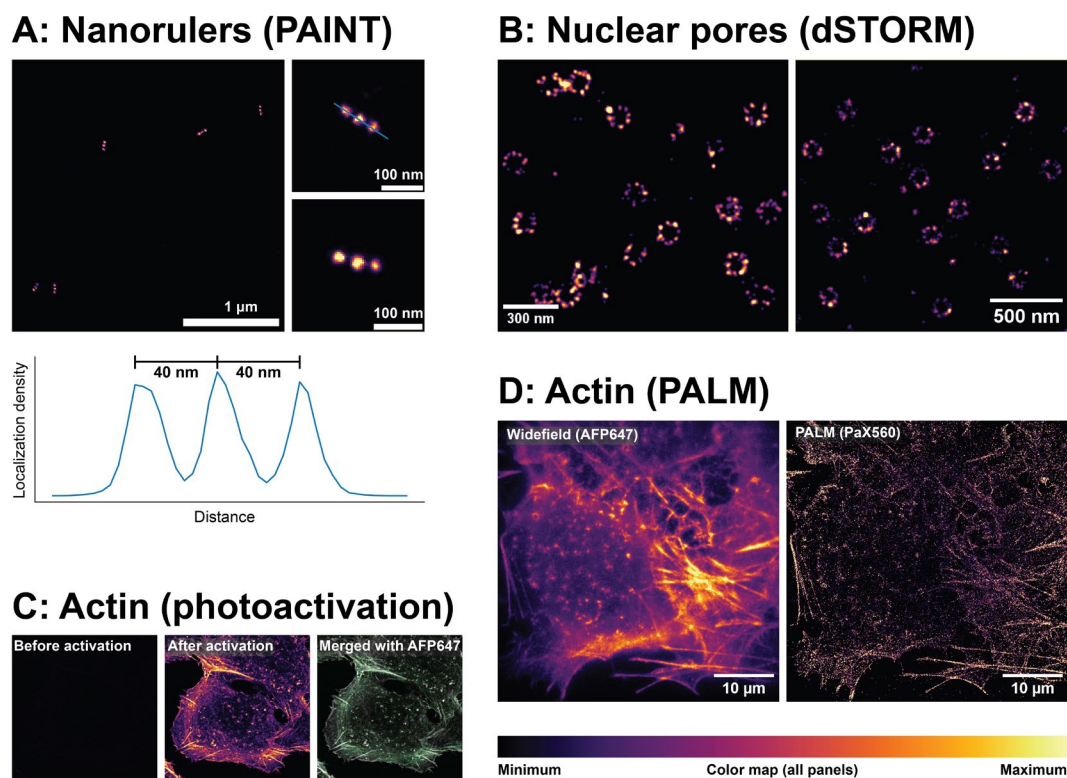 A: Nanorulers (PAINT)
1 µm
100 nm
100 nm
Localization density
40 nm
40 nm
Distance
B: Nuclear pores (dSTORM)
300 nm
500 nm
C: Actin (photoactivation)
Before activation
After activation
Merged with AFP647
D: Actin (PALM)
Widefield (AFP647)
10 µm
PALM (PaX560)
10 µm
Minimum
Color map (all panels)
Maximum